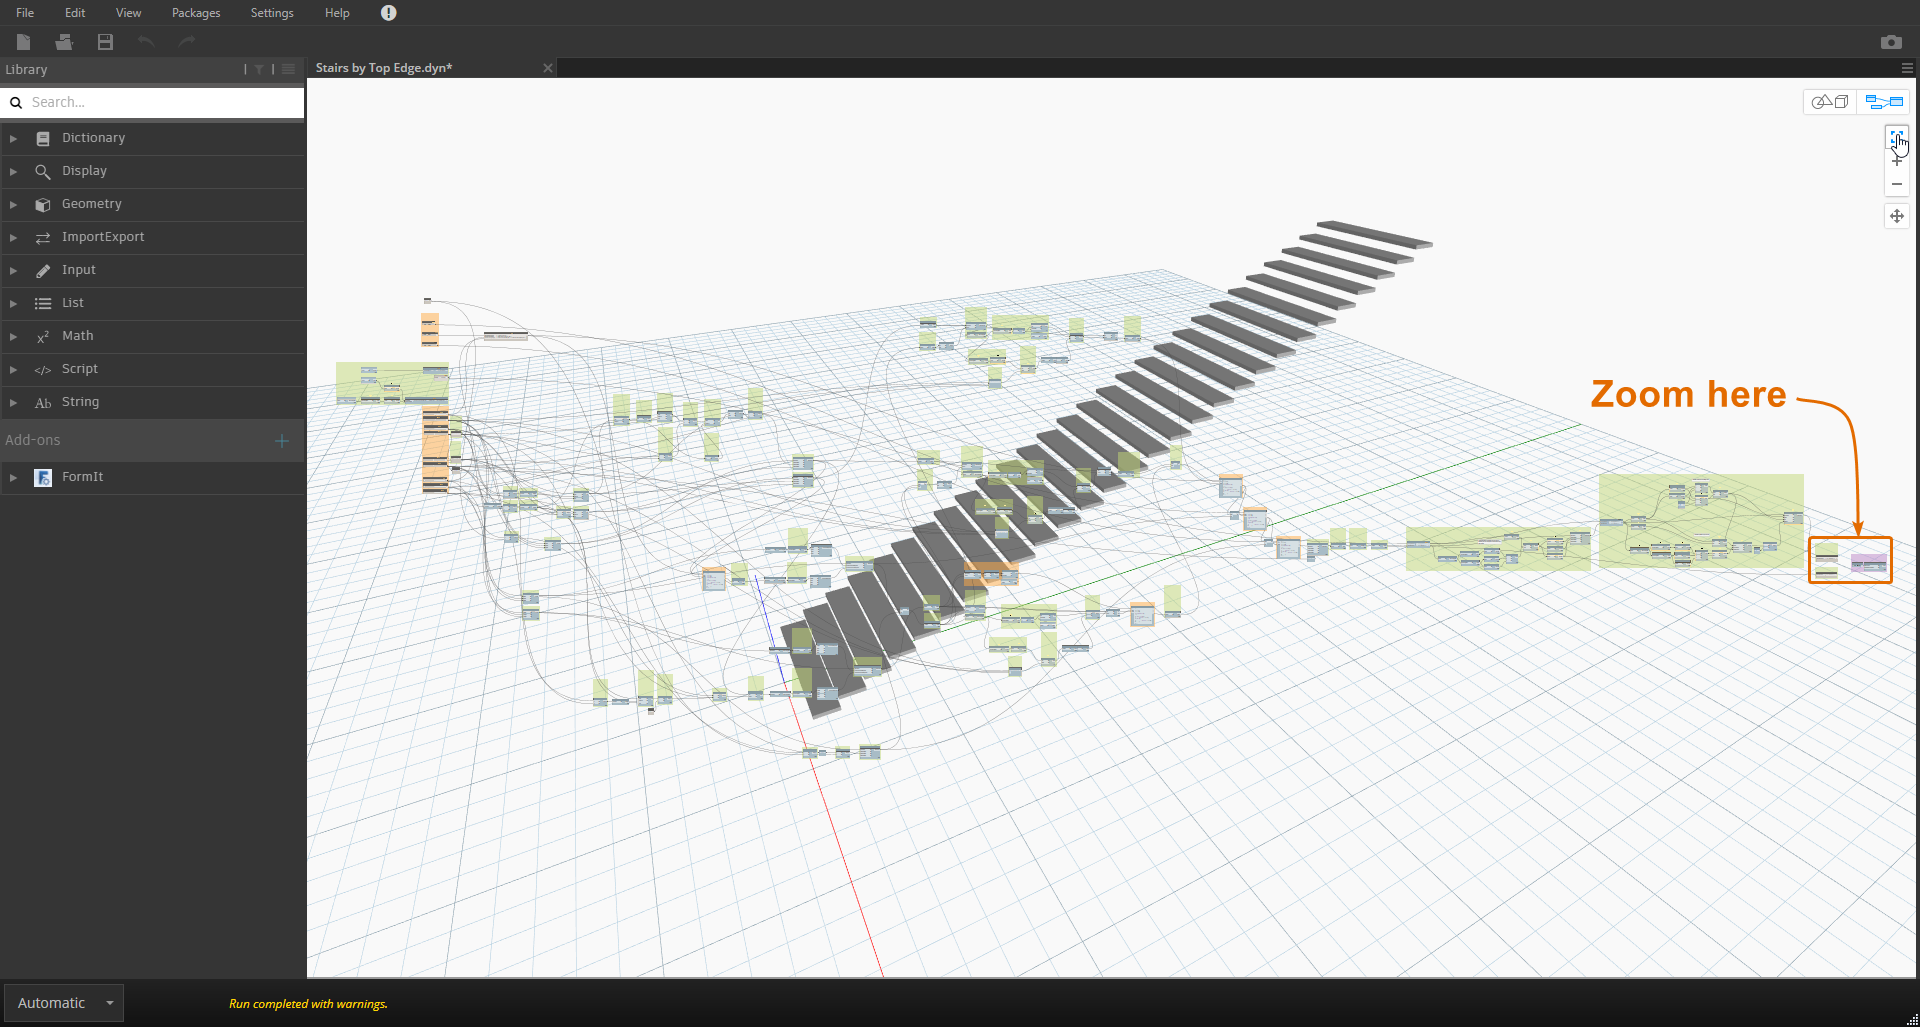 File Edit View Packages Settings Help
Library
Stairs by Top Edge.dyn*
Search...
Dictionary
Display
Geometry
ImportExport
Input
List
Math
Script
String
Add-ons
FormIt
Zoom here
Automatic
Run completed with warnings.